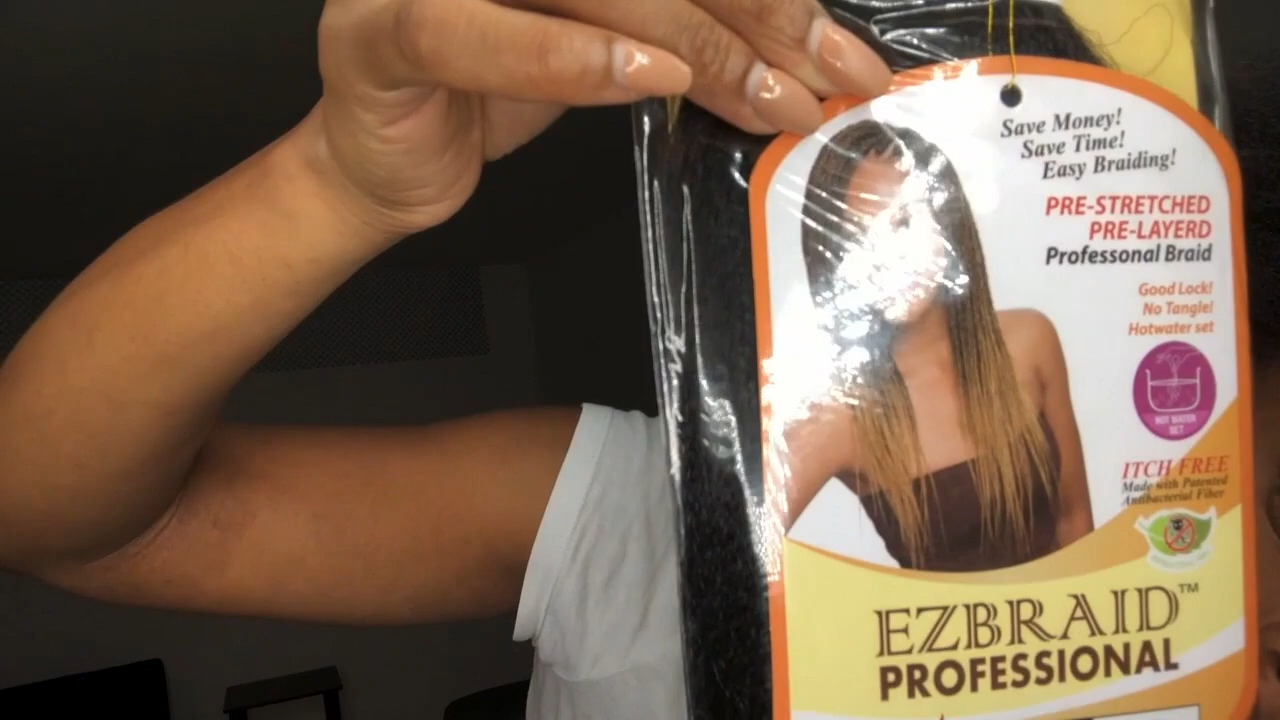 Save Money!
Save Time!
Easy Braiding!
PRE-STRETCHED
PRE-LAYERD
Professonal Braid
Good Lock!
No Tangle!
Hotwater set
HOT WATER
SET
ITCH FREE
Made with Patented
Antibacterial Fiber
EZBRAID™
PROFESSIONAL